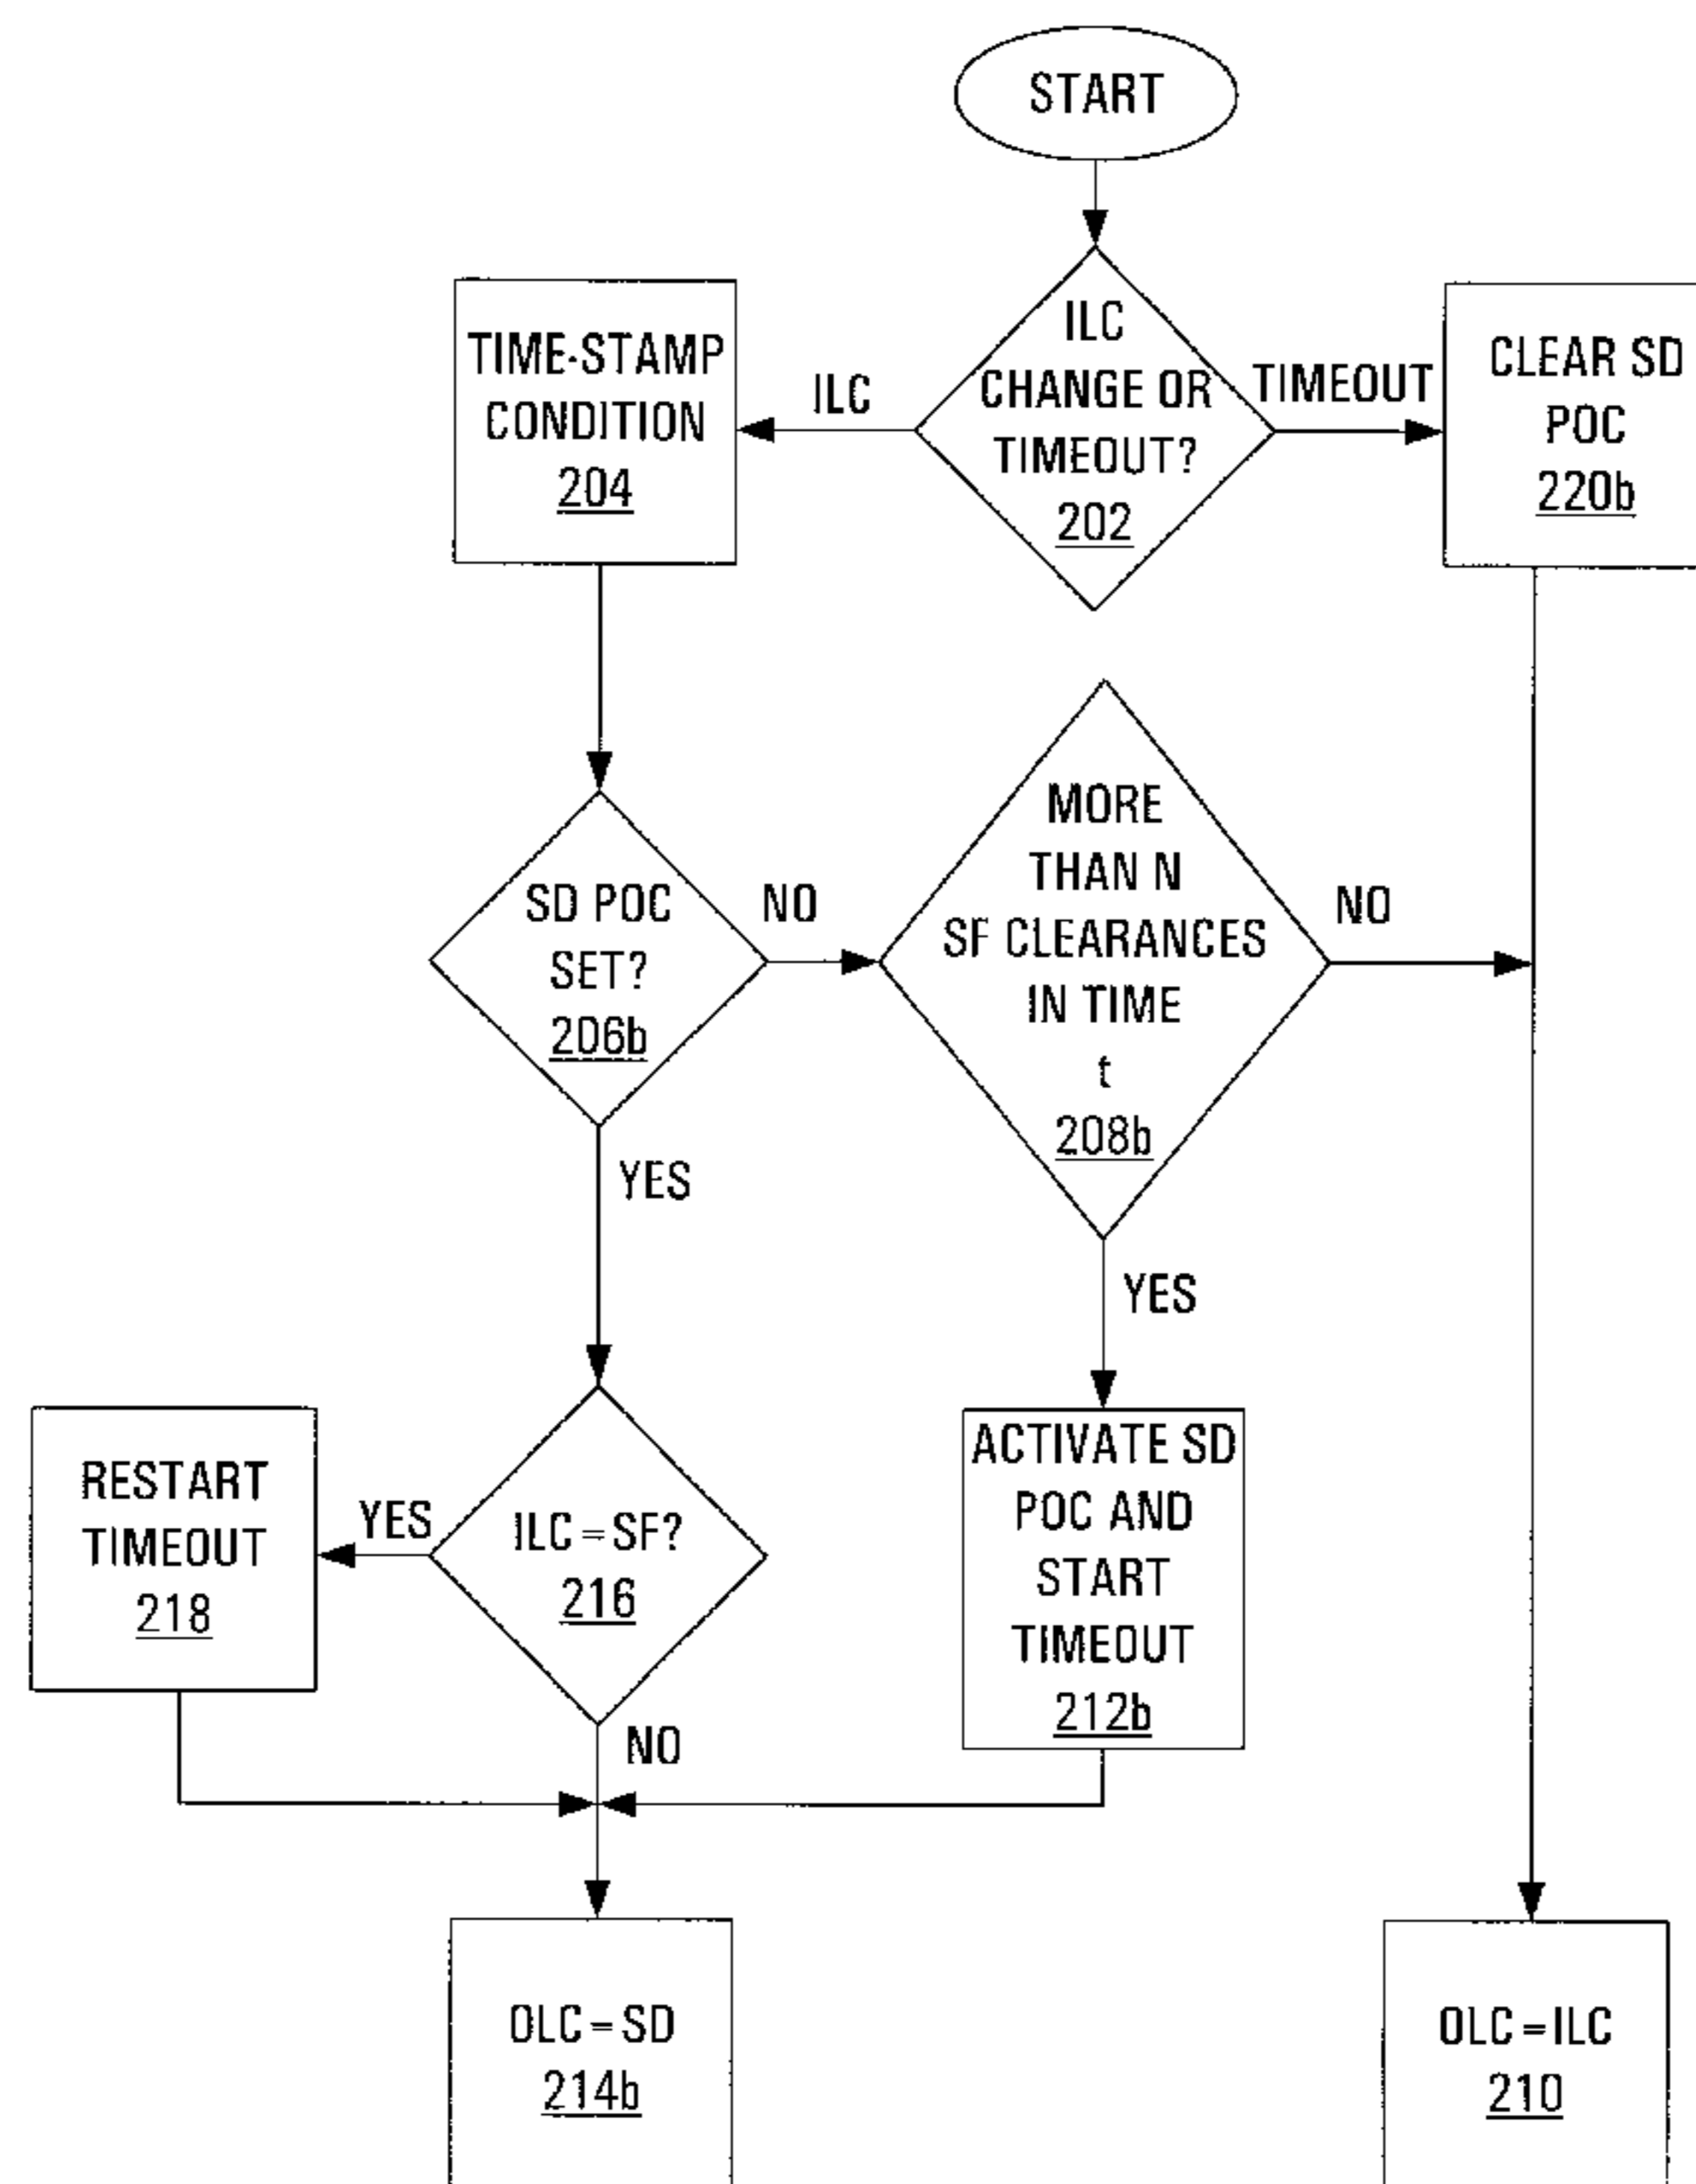 START
ILC
CHANGE OR
TIMEOUT?
202
ILC
TIMEOUT
TIME-STAMP
CONDITION
204
CLEAR SD
POC
220b
SD POC
SET?
206b
NO
YES
MORE
THAN N
SF CLEARANCES
IN TIME
t
208b
NO
YES
RESTART
TIMEOUT
218
YES
ILC=SF?
216
NO
ACTIVATE SD
POC AND
START
TIMEOUT
212b
OLC=SD
214b
OLC=ILC
210